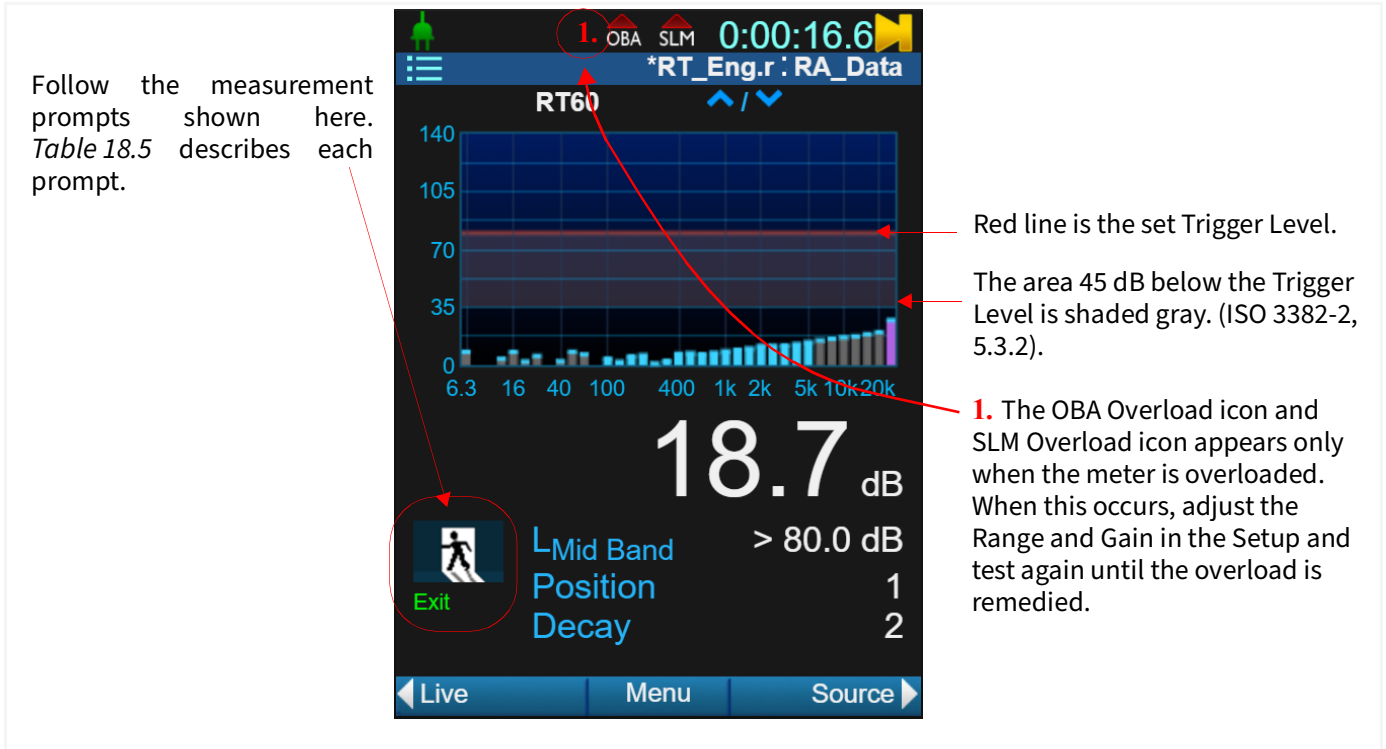 Follow the measurement
prompts shown here.
Table 18.5 describes each
prompt.
1. OBA SLM 0:00:16.6
*RT_Eng.r : RA_Data
RT60 /
140
105
70
35
0
6.3 16 40 100 400 1k 2k 5k 10k 20k
18.7 dB
LMid Band > 80.0 dB
Position 1
Decay 2
Exit
Live Menu Source
Red line is the set Trigger Level.
The area 45 dB below the Trigger
Level is shaded gray. (ISO 3382-2,
5.3.2).
1. The OBA Overload icon and
SLM Overload icon appears only
when the meter is overloaded.
When this occurs, adjust the
Range and Gain in the Setup and
test again until the overload is
remedied.